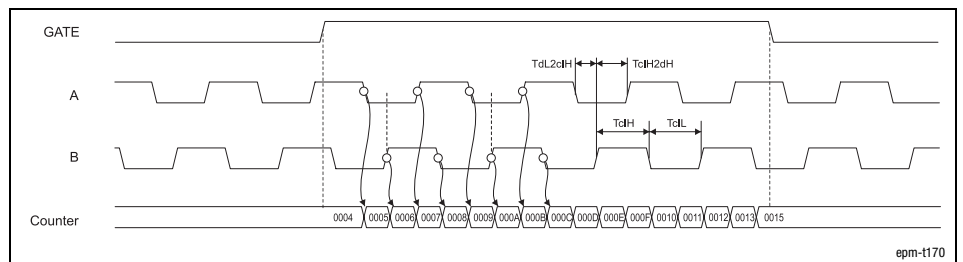 GATE
TdL2clH TclH2dH
A
TclH TclL
B
Counter 0004 0005 0006 0007 0008 0009 000A 000B 000C 000D 000E 000F 0010 0011 0012 0013 0015
epm-t170